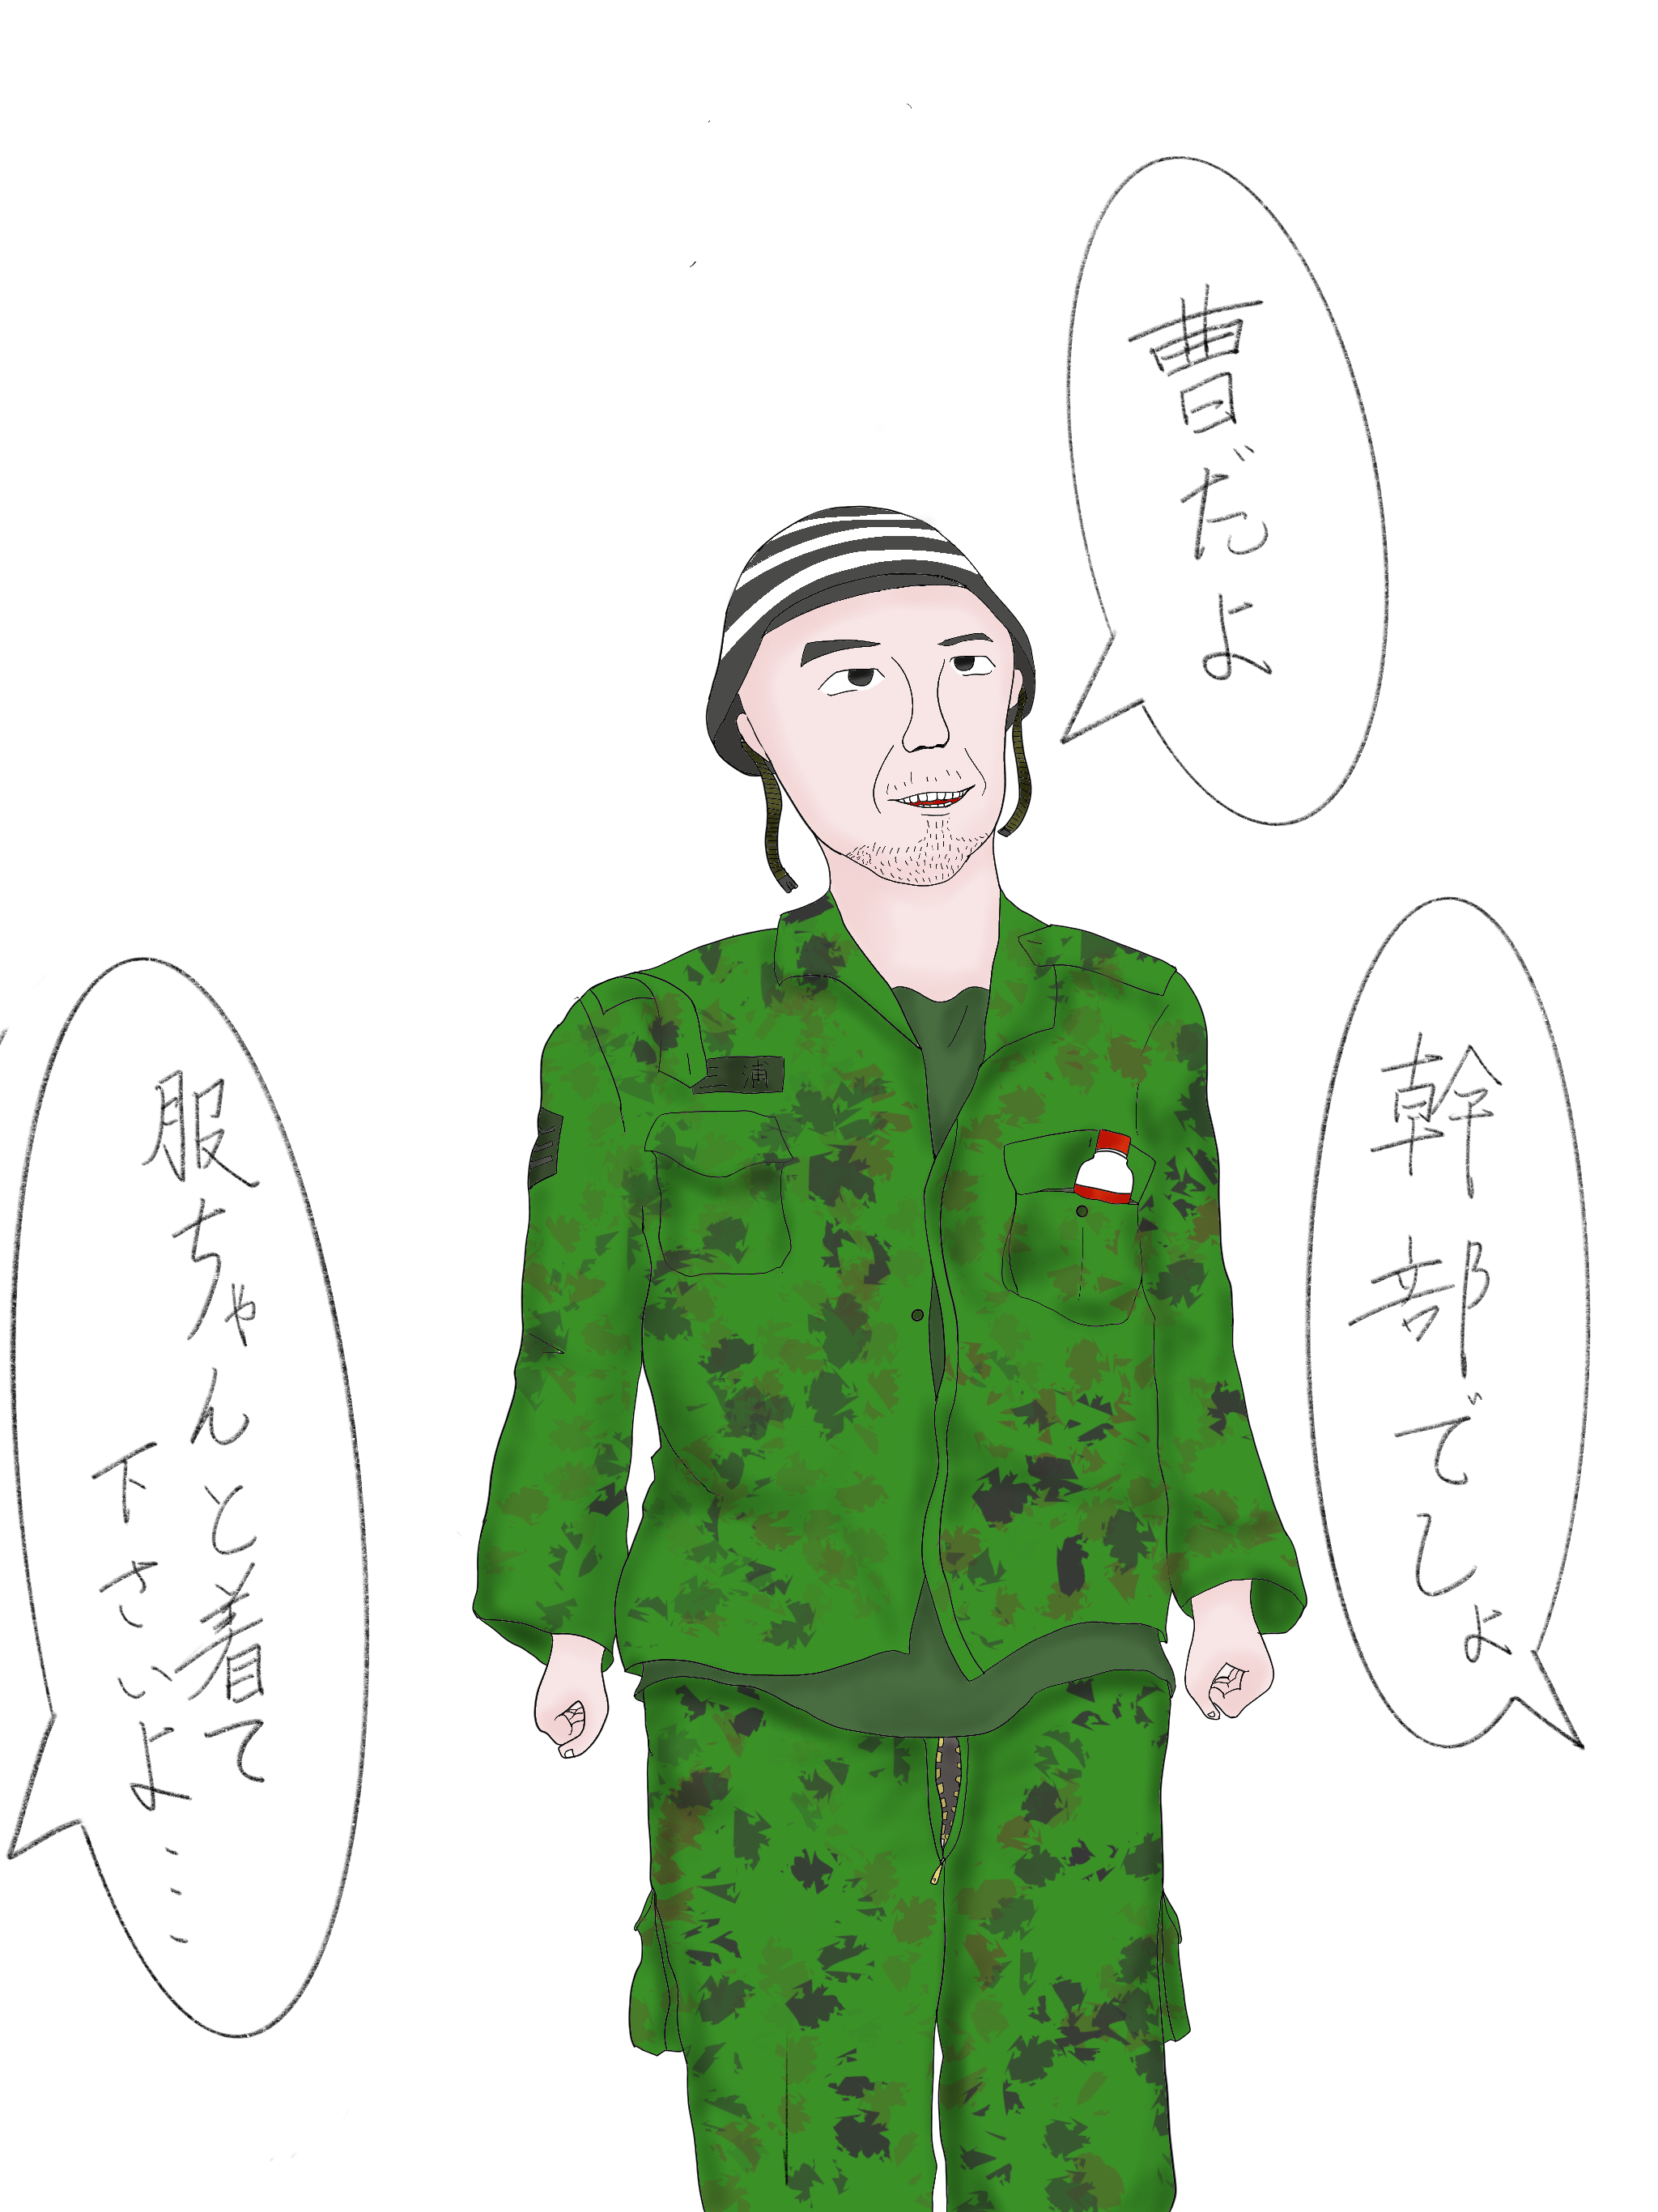 曹だよ
幹部でしょ
服ちゃんと着て
下さいよ…
三浦